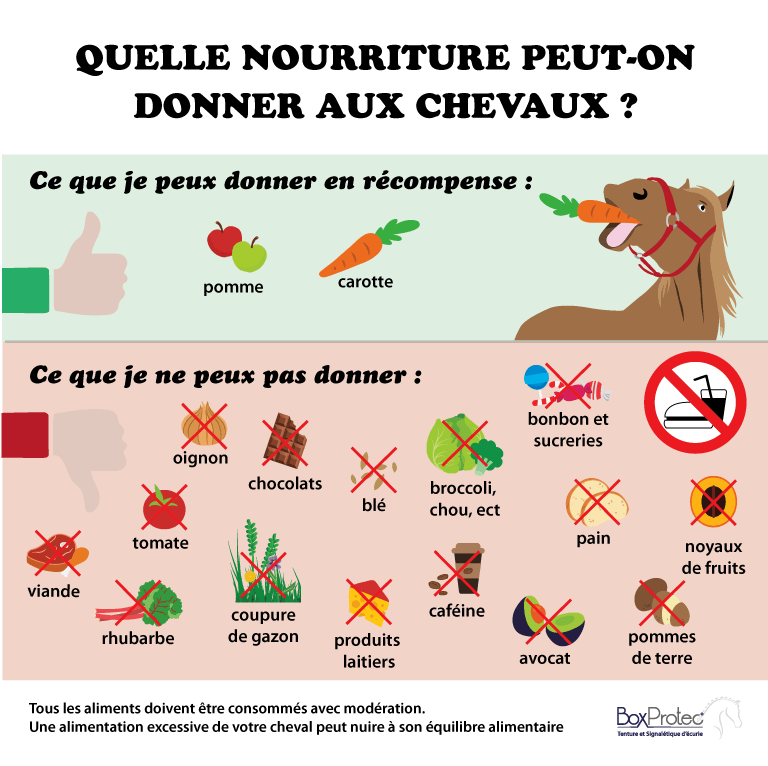 QUELLE NOURRITURE PEUT-ON
DONNER AUX CHEVAUX ?
Ce que je peux donner en récompense :
pomme
carotte
Ce que je ne peux pas donner :
bonbon et
sucreries
oignon
chocolats
blé
broccoli,
chou, ect
pain
noyaux
de fruits
tomate
viande
rhubarbe
coupure
de gazon
produits
laitiers
caféine
avocat
pommes
de terre
Tous les aliments doivent être consommés avec modération.
Une alimentation excessive de votre cheval peut nuire à son équilibre alimentaire
BoxProtec
Tenture et Signalétique d'écurie